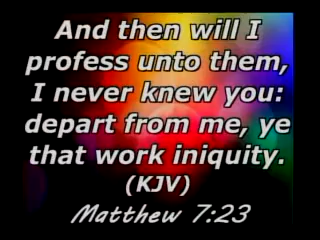 And then will I
profess unto them,
I never knew you:
depart from me, ye
that work iniquity.
(KJV)
Matthew 7:23